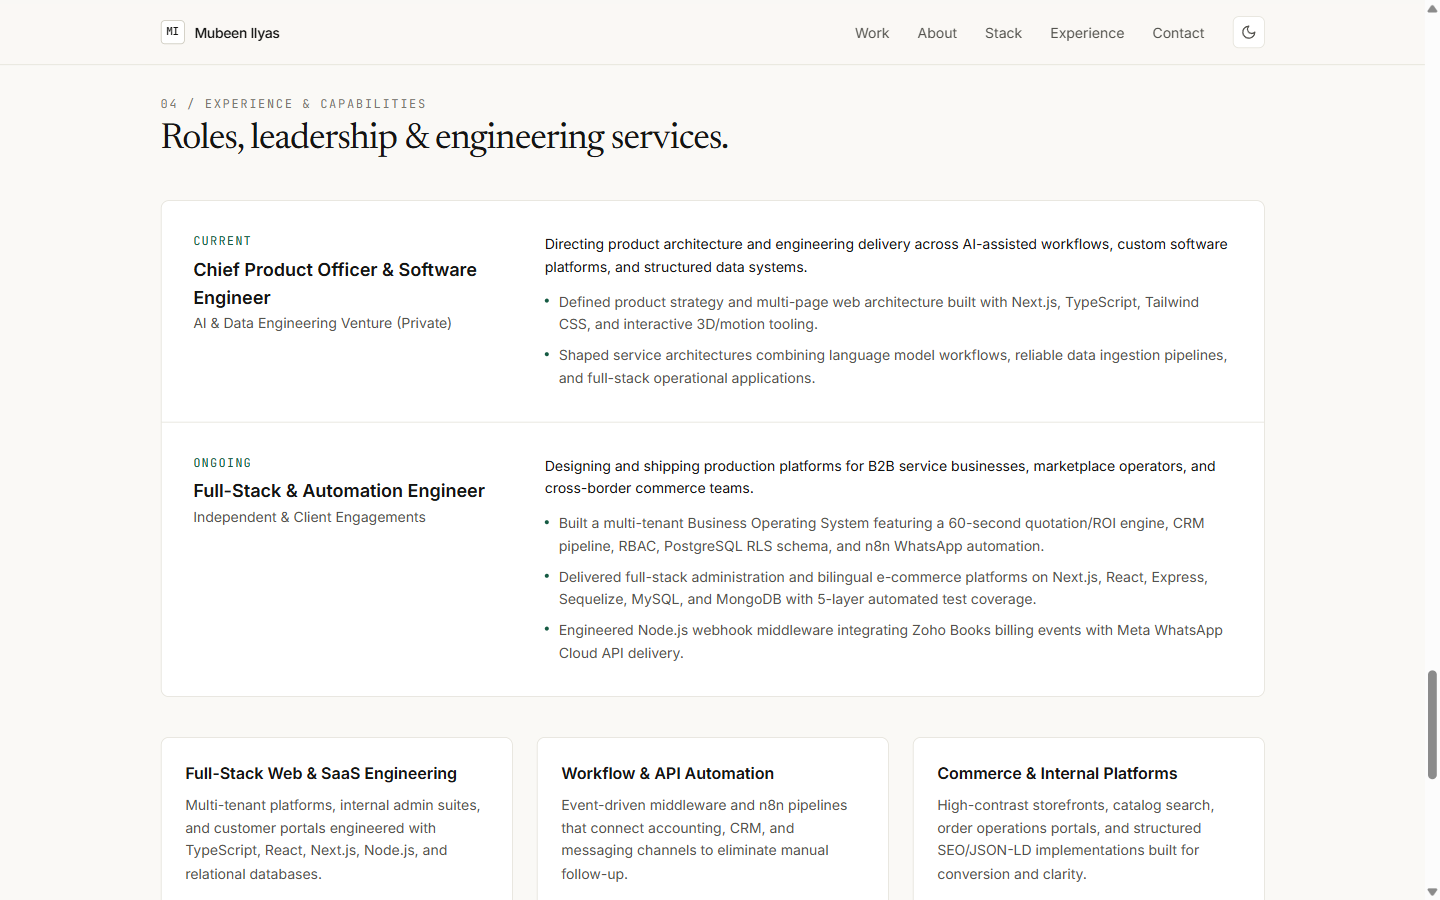 MI Mubeen Ilyas
Work About Stack Experience Contact
04 / EXPERIENCE & CAPABILITIES
Roles, leadership & engineering services.
CURRENT
Chief Product Officer & Software
Engineer
AI & Data Engineering Venture (Private)
Directing product architecture and engineering delivery across AI-assisted workflows, custom software
platforms, and structured data systems.
• Defined product strategy and multi-page web architecture built with Next.js, TypeScript, Tailwind
CSS, and interactive 3D/motion tooling.
• Shaped service architectures combining language model workflows, reliable data ingestion pipelines,
and full-stack operational applications.
ONGOING
Full-Stack & Automation Engineer
Independent & Client Engagements
Designing and shipping production platforms for B2B service businesses, marketplace operators, and
cross-border commerce teams.
• Built a multi-tenant Business Operating System featuring a 60-second quotation/ROI engine, CRM
pipeline, RBAC, PostgreSQL RLS schema, and n8n WhatsApp automation.
• Delivered full-stack administration and bilingual e-commerce platforms on Next.js, React, Express,
Sequelize, MySQL, and MongoDB with 5-layer automated test coverage.
• Engineered Node.js webhook middleware integrating Zoho Books billing events with Meta WhatsApp
Cloud API delivery.
Full-Stack Web & SaaS Engineering
Multi-tenant platforms, internal admin suites,
and customer portals engineered with
TypeScript, React, Next.js, Node.js, and
relational databases.
Workflow & API Automation
Event-driven middleware and n8n pipelines
that connect accounting, CRM, and
messaging channels to eliminate manual
follow-up.
Commerce & Internal Platforms
High-contrast storefronts, catalog search,
order operations portals, and structured
SEO/JSON-LD implementations built for
conversion and clarity.